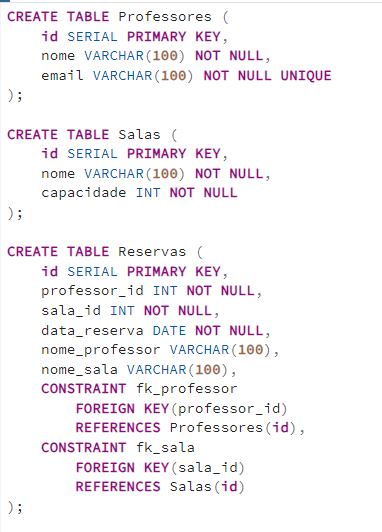 CREATE TABLE Professores (
    id SERIAL PRIMARY KEY,
    nome VARCHAR(100) NOT NULL,
    email VARCHAR(100) NOT NULL UNIQUE
);

CREATE TABLE Salas (
    id SERIAL PRIMARY KEY,
    nome VARCHAR(100) NOT NULL,
    capacidade INT NOT NULL
);

CREATE TABLE Reservas (
    id SERIAL PRIMARY KEY,
    professor_id INT NOT NULL,
    sala_id INT NOT NULL,
    data_reserva DATE NOT NULL,
    nome_professor VARCHAR(100),
    nome_sala VARCHAR(100),
    CONSTRAINT fk_professor
        FOREIGN KEY(professor_id)
        REFERENCES Professores(id),
    CONSTRAINT fk_sala
        FOREIGN KEY(sala_id)
        REFERENCES Salas(id)
);